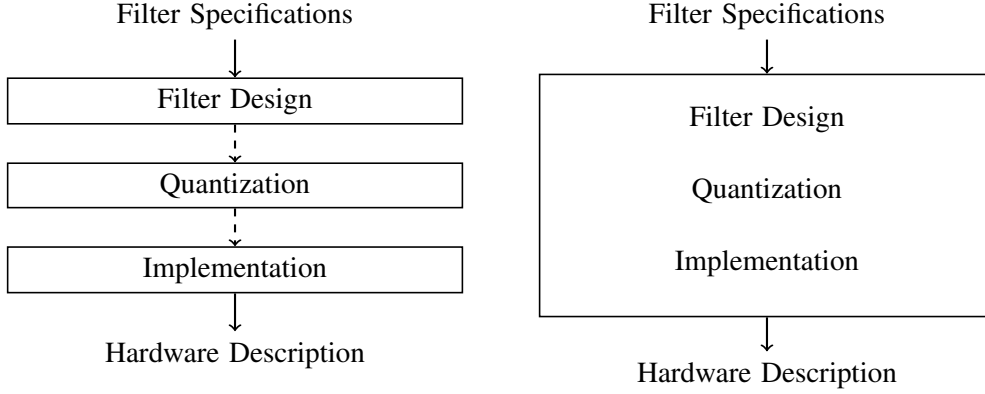 Filter Specifications
Filter Design
Quantization
Implementation
Hardware Description
Filter Specifications
Filter Design
Quantization
Implementation
Hardware Description